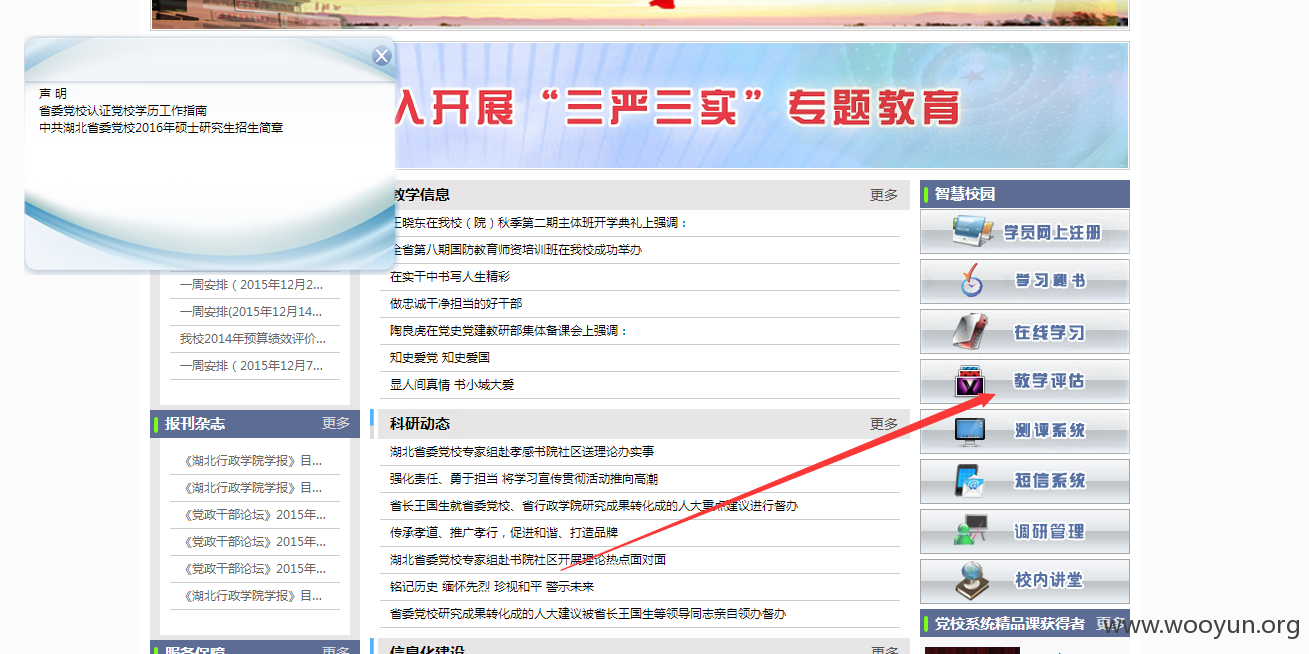 声 明
省委党校认证党校学历工作指南
中共湖北省委党校2016年硕士研究生招生简章
入开展“三严三实”专题教育
一周安排（2015年12月2...
一周安排(2015年12月14...
我校2014年预算绩效评价...
一周安排（2015年12月7...
报刊杂志 更多
《湖北行政学院学报》目...
《湖北行政学院学报》目...
《党政干部论坛》2015年...
《党政干部论坛》2015年...
《党政干部论坛》2015年...
《湖北行政学院学报》目...
服务保障 更多
教学信息 更多
王晓东在我校（院）秋季第二期主体班开学典礼上强调：
全省第八期国防教育师资培训班在我校成功举办
在实干中书写人生精彩
做忠诚干净担当的好干部
陶良虎在党史党建教研部集体备课会上强调：
知史爱党 知史爱国
显人间真情 书小城大爱
科研动态 更多
湖北省委党校专家组赴孝感书院社区送理论办实事
强化责任、勇于担当 将学习宣传贯彻活动推向高潮
省长王国生就省委党校、省行政学院研究成果转化成的人大重点建议进行督办
传承孝道、推广孝行，促进和谐、打造品牌
湖北省委党校专家组赴书院社区开展理论热点面对面
铭记历史 缅怀先烈 珍视和平 警示未来
省委党校研究成果转化成的人大建议被省长王国生等领导同志亲自领办督办
信息化建设 更多
智慧校园
学员网上注册
学习秘书
在线学习
教学评估
测评系统
短信系统
调研管理
校内讲堂
党校系统精品课获得者 更多
www.wooyun.org